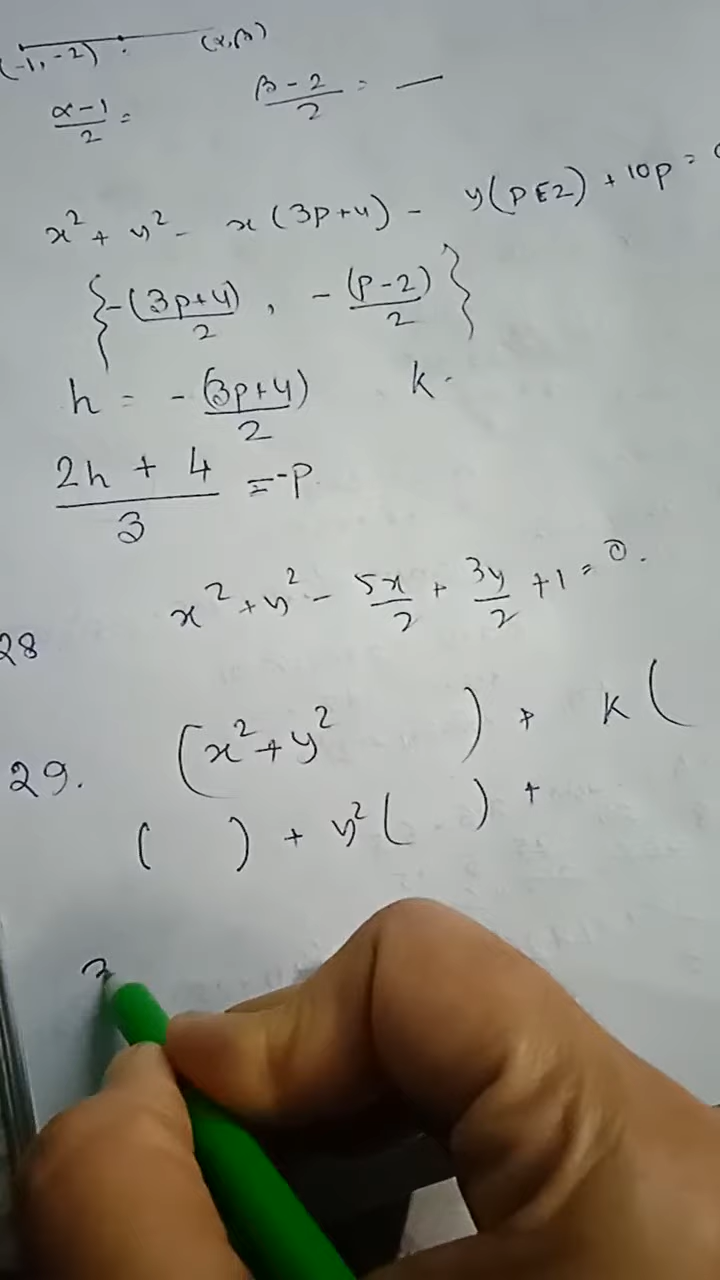 (-1, -2) (α, β)
(α-1)/2 = (β-2)/2 = —
x² + y² - x(3p+4) - y(p-2) + 10p = 0
{-(3p+4)/2, -(p-2)/2}
h = -(3p+4)/2 k -
(2h + 4)/3 = -p
x² + y² - 5x/2 + 3y/2 + 1 = 0.
28
29. (x² + y² ) + k (
( ) + y² ( ) +